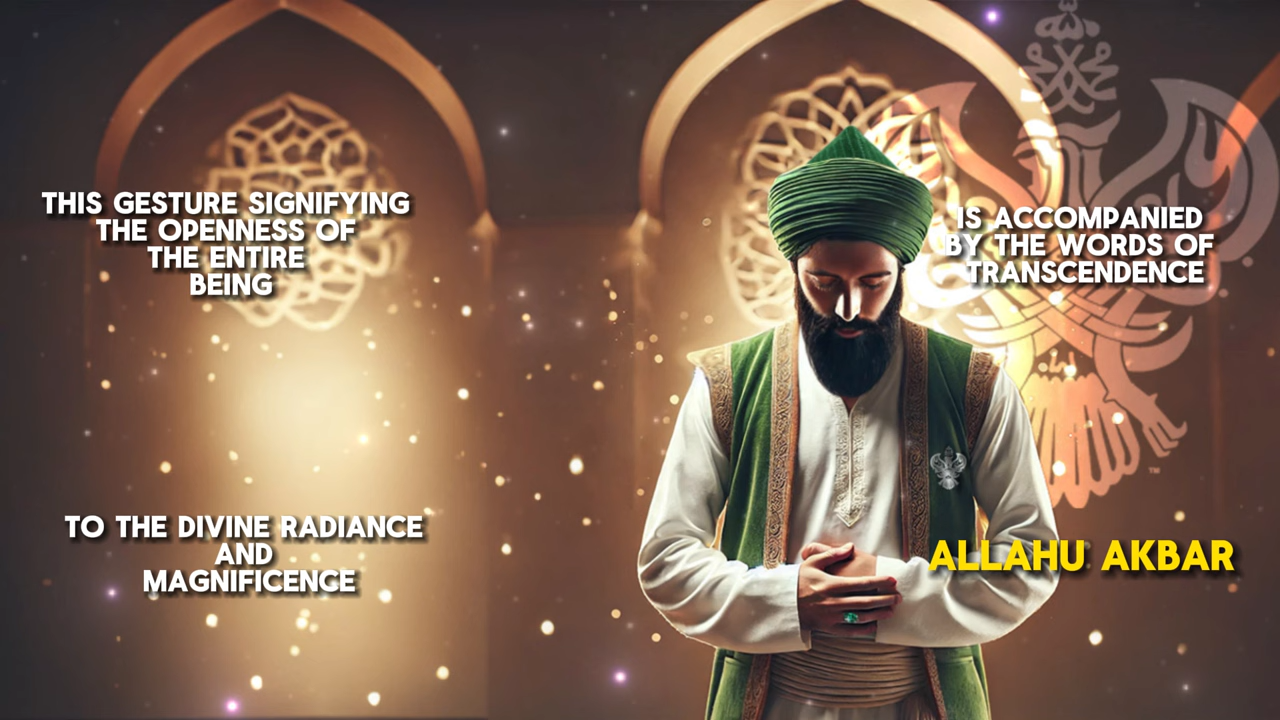 THIS GESTURE SIGNIFYING
THE OPENNESS OF
THE ENTIRE
BEING
TO THE DIVINE RADIANCE
AND
MAGNIFICENCE
IS ACCOMPANIED
BY THE WORDS OF
TRANSCENDENCE
ALLAHU AKBAR
TM